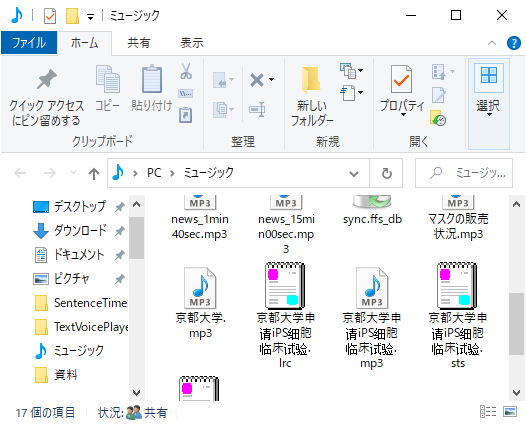 ミュージック
ファイル
ホーム
共有
表示
クイック アクセス
にピン留めする
コピー
貼り付け
クリップボード
整理
新しい
フォルダー
新規
プロパティ
開く
選択
PC
ミュージック
ミュージッ...
デスクトップ
ダウンロード
ドキュメント
ピクチャ
SentenceTime
TextVoicePlaye
ミュージック
資料
MP3
news_1min
40sec.mp3
MP3
news_15mi
n00sec.mp
3
sync.ffs_db
MP3
マスクの販売
状況.mp3
MP3
京都大学.
mp3
京都大学申
请iPS细胞
临床试验.
lrc
MP3
京都大学申
请iPS细胞
临床试验.
mp3
京都大学申
请iPS细胞
临床试验.
sts
17 個の項目
状況:
共有